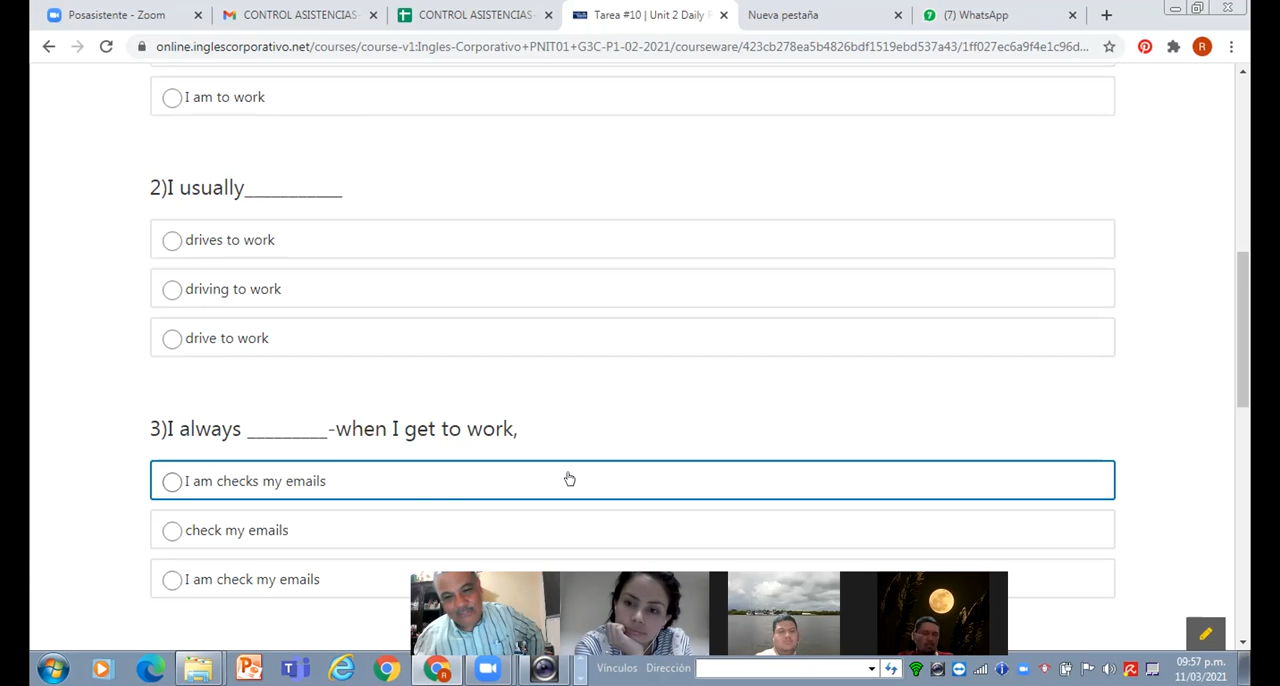 Posasistente - Zoom
CONTROL ASISTENCIAS
CONTROL ASISTENCIAS
Tarea #10 | Unit 2 Daily
Nueva pestaña
(7) WhatsApp
online.inglescorporativo.net/courses/course-v1:Ingles-Corporativo+PNIT01+G3C-P1-02-2021/courseware/423cb278ea5b4826bdf1519ebd537a43/1ff027ec6a9f4e1c96d...
R
I am to work
2)I usually___________
drives to work
driving to work
drive to work
3)I always _________-when I get to work,
I am checks my emails
check my emails
I am check my emails
Vínculos
Dirección
09:57 p.m.
11/03/2021